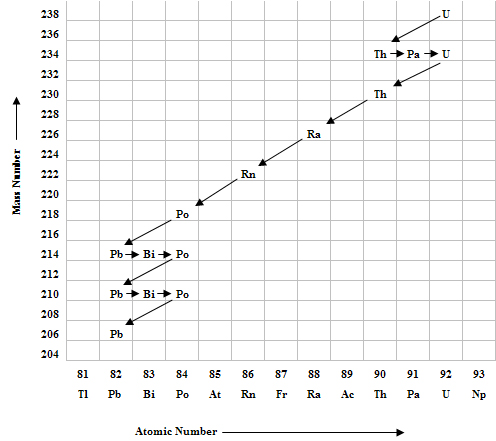 238 U
236
234 Th Pa U
232
230 Th
228
226 Ra
224
222 Rn
220
218 Po
216
214 Pb Bi Po
212
210 Pb Bi Po
208
206 Pb
204
Mass Number
81 82 83 84 85 86 87 88 89 90 91 92 93
Tl Pb Bi Po At Rn Fr Ra Ac Th Pa U Np
Atomic Number